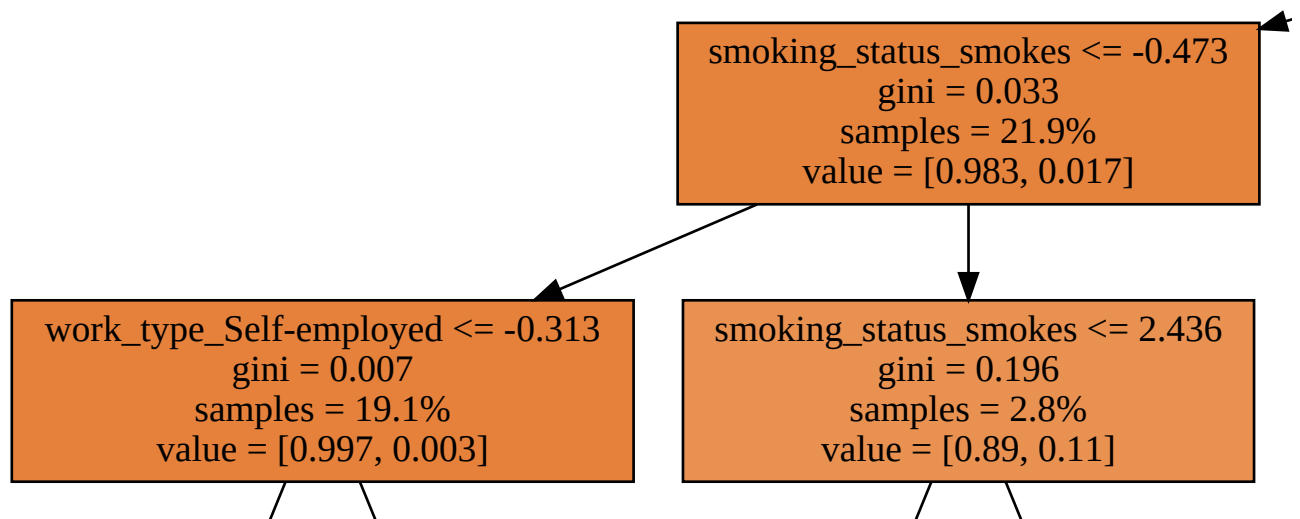 smoking_status_smokes <= -0.473
gini = 0.033
samples = 21.9%
value = [0.983, 0.017]
work_type_Self-employed <= -0.313
gini = 0.007
samples = 19.1%
value = [0.997, 0.003]
smoking_status_smokes <= 2.436
gini = 0.196
samples = 2.8%
value = [0.89, 0.11]